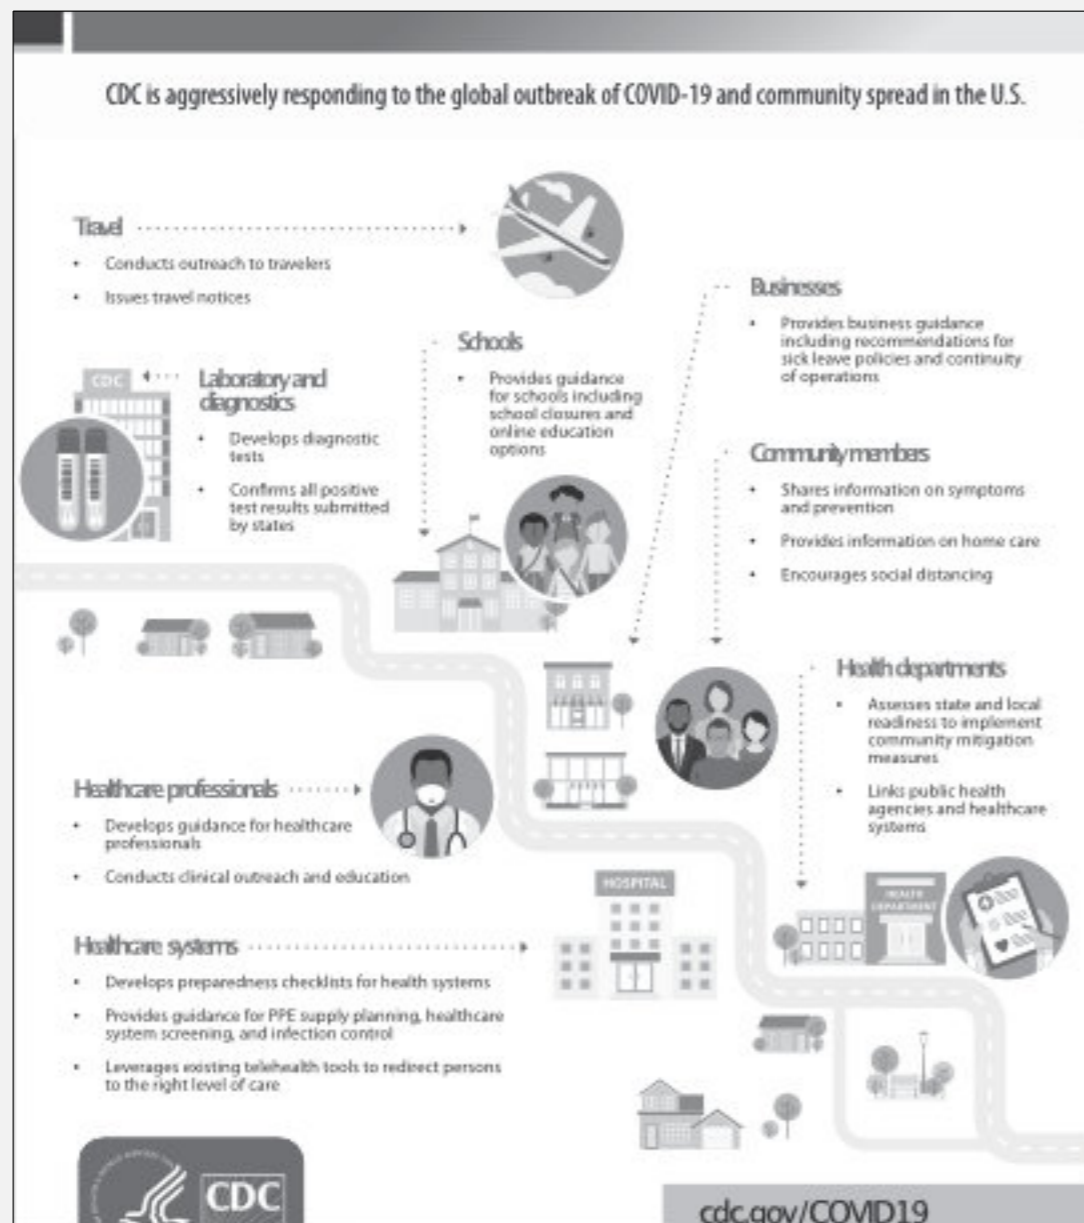 CDC is aggressively responding to the global outbreak of COVID-19 and community spread in the U.S.
Travel
• Conducts outreach to travelers
• Issues travel notices
CDC
Laboratory and
diagnostics
• Develops diagnostic
tests
• Confirms all positive
test results submitted
by states
Schools
• Provides guidance
for schools including
school closures and
online education
options
Businesses
• Provides business guidance
including recommendations for
sick leave policies and continuity
of operations
Community members
• Shares information on symptoms
and prevention
• Provides information on home care
• Encourages social distancing
Health departments
• Assesses state and local
readiness to implement
community mitigation
measures
• Links public health
agencies and healthcare
systems
HEALTH
DEPARTMENT
Healthcare professionals
• Develops guidance for healthcare
professionals
• Conducts clinical outreach and education
HOSPITAL
Healthcare systems
• Develops preparedness checklists for health systems
• Provides guidance for PPE supply planning, healthcare
system screening, and infection control
• Leverages existing telehealth tools to redirect persons
to the right level of care
CDC
cdc.gov/COVID19